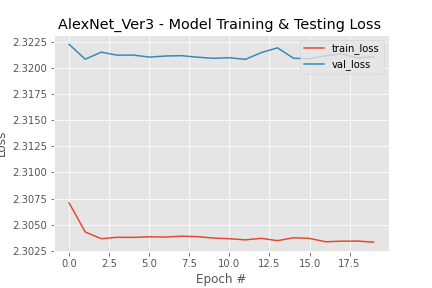 AlexNet_Ver3 - Model Training & Testing Loss
2.3225
2.3200
2.3175
2.3150
2.3125
2.3100
2.3075
2.3050
2.3025
Loss
train_loss
val_loss
0.0 2.5 5.0 7.5 10.0 12.5 15.0 17.5
Epoch #